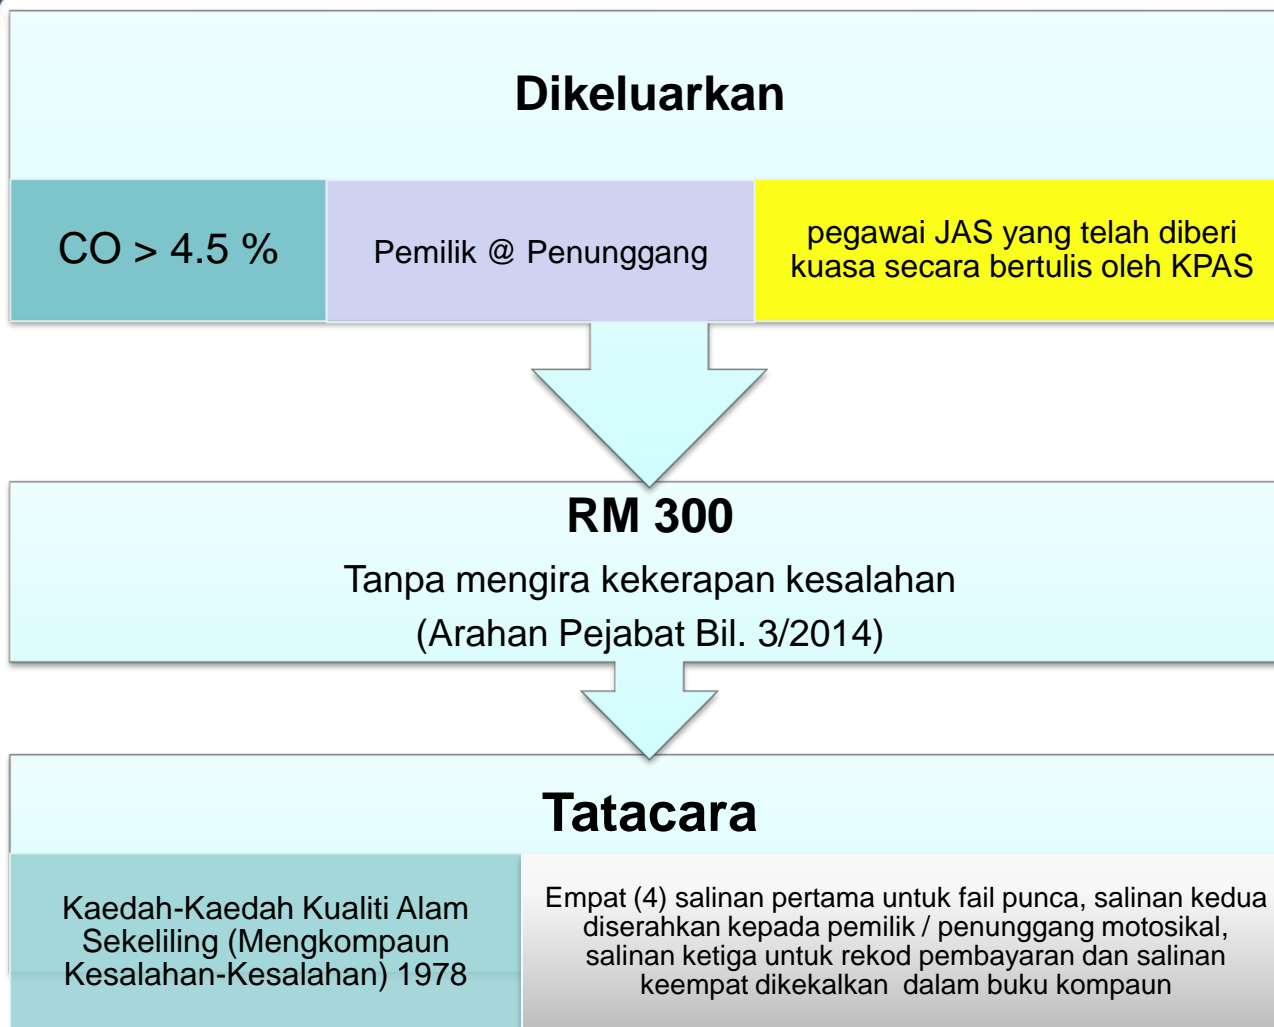 Dikeluarkan
CO > 4.5 %
Pemilik @ Penunggang
pegawai JAS yang telah diberi
kuasa secara bertulis oleh KPAS
RM 300
Tanpa mengira kekerapan kesalahan
(Arahan Pejabat Bil. 3/2014)
Tatacara
Kaedah-Kaedah Kualiti Alam
Sekeliling (Mengkompaun
Kesalahan-Kesalahan) 1978
Empat (4) salinan pertama untuk fail punca, salinan kedua
diserahkan kepada pemilik / penunggang motosikal,
salinan ketiga untuk rekod pembayaran dan salinan
keempat dikekalkan dalam buku kompaun